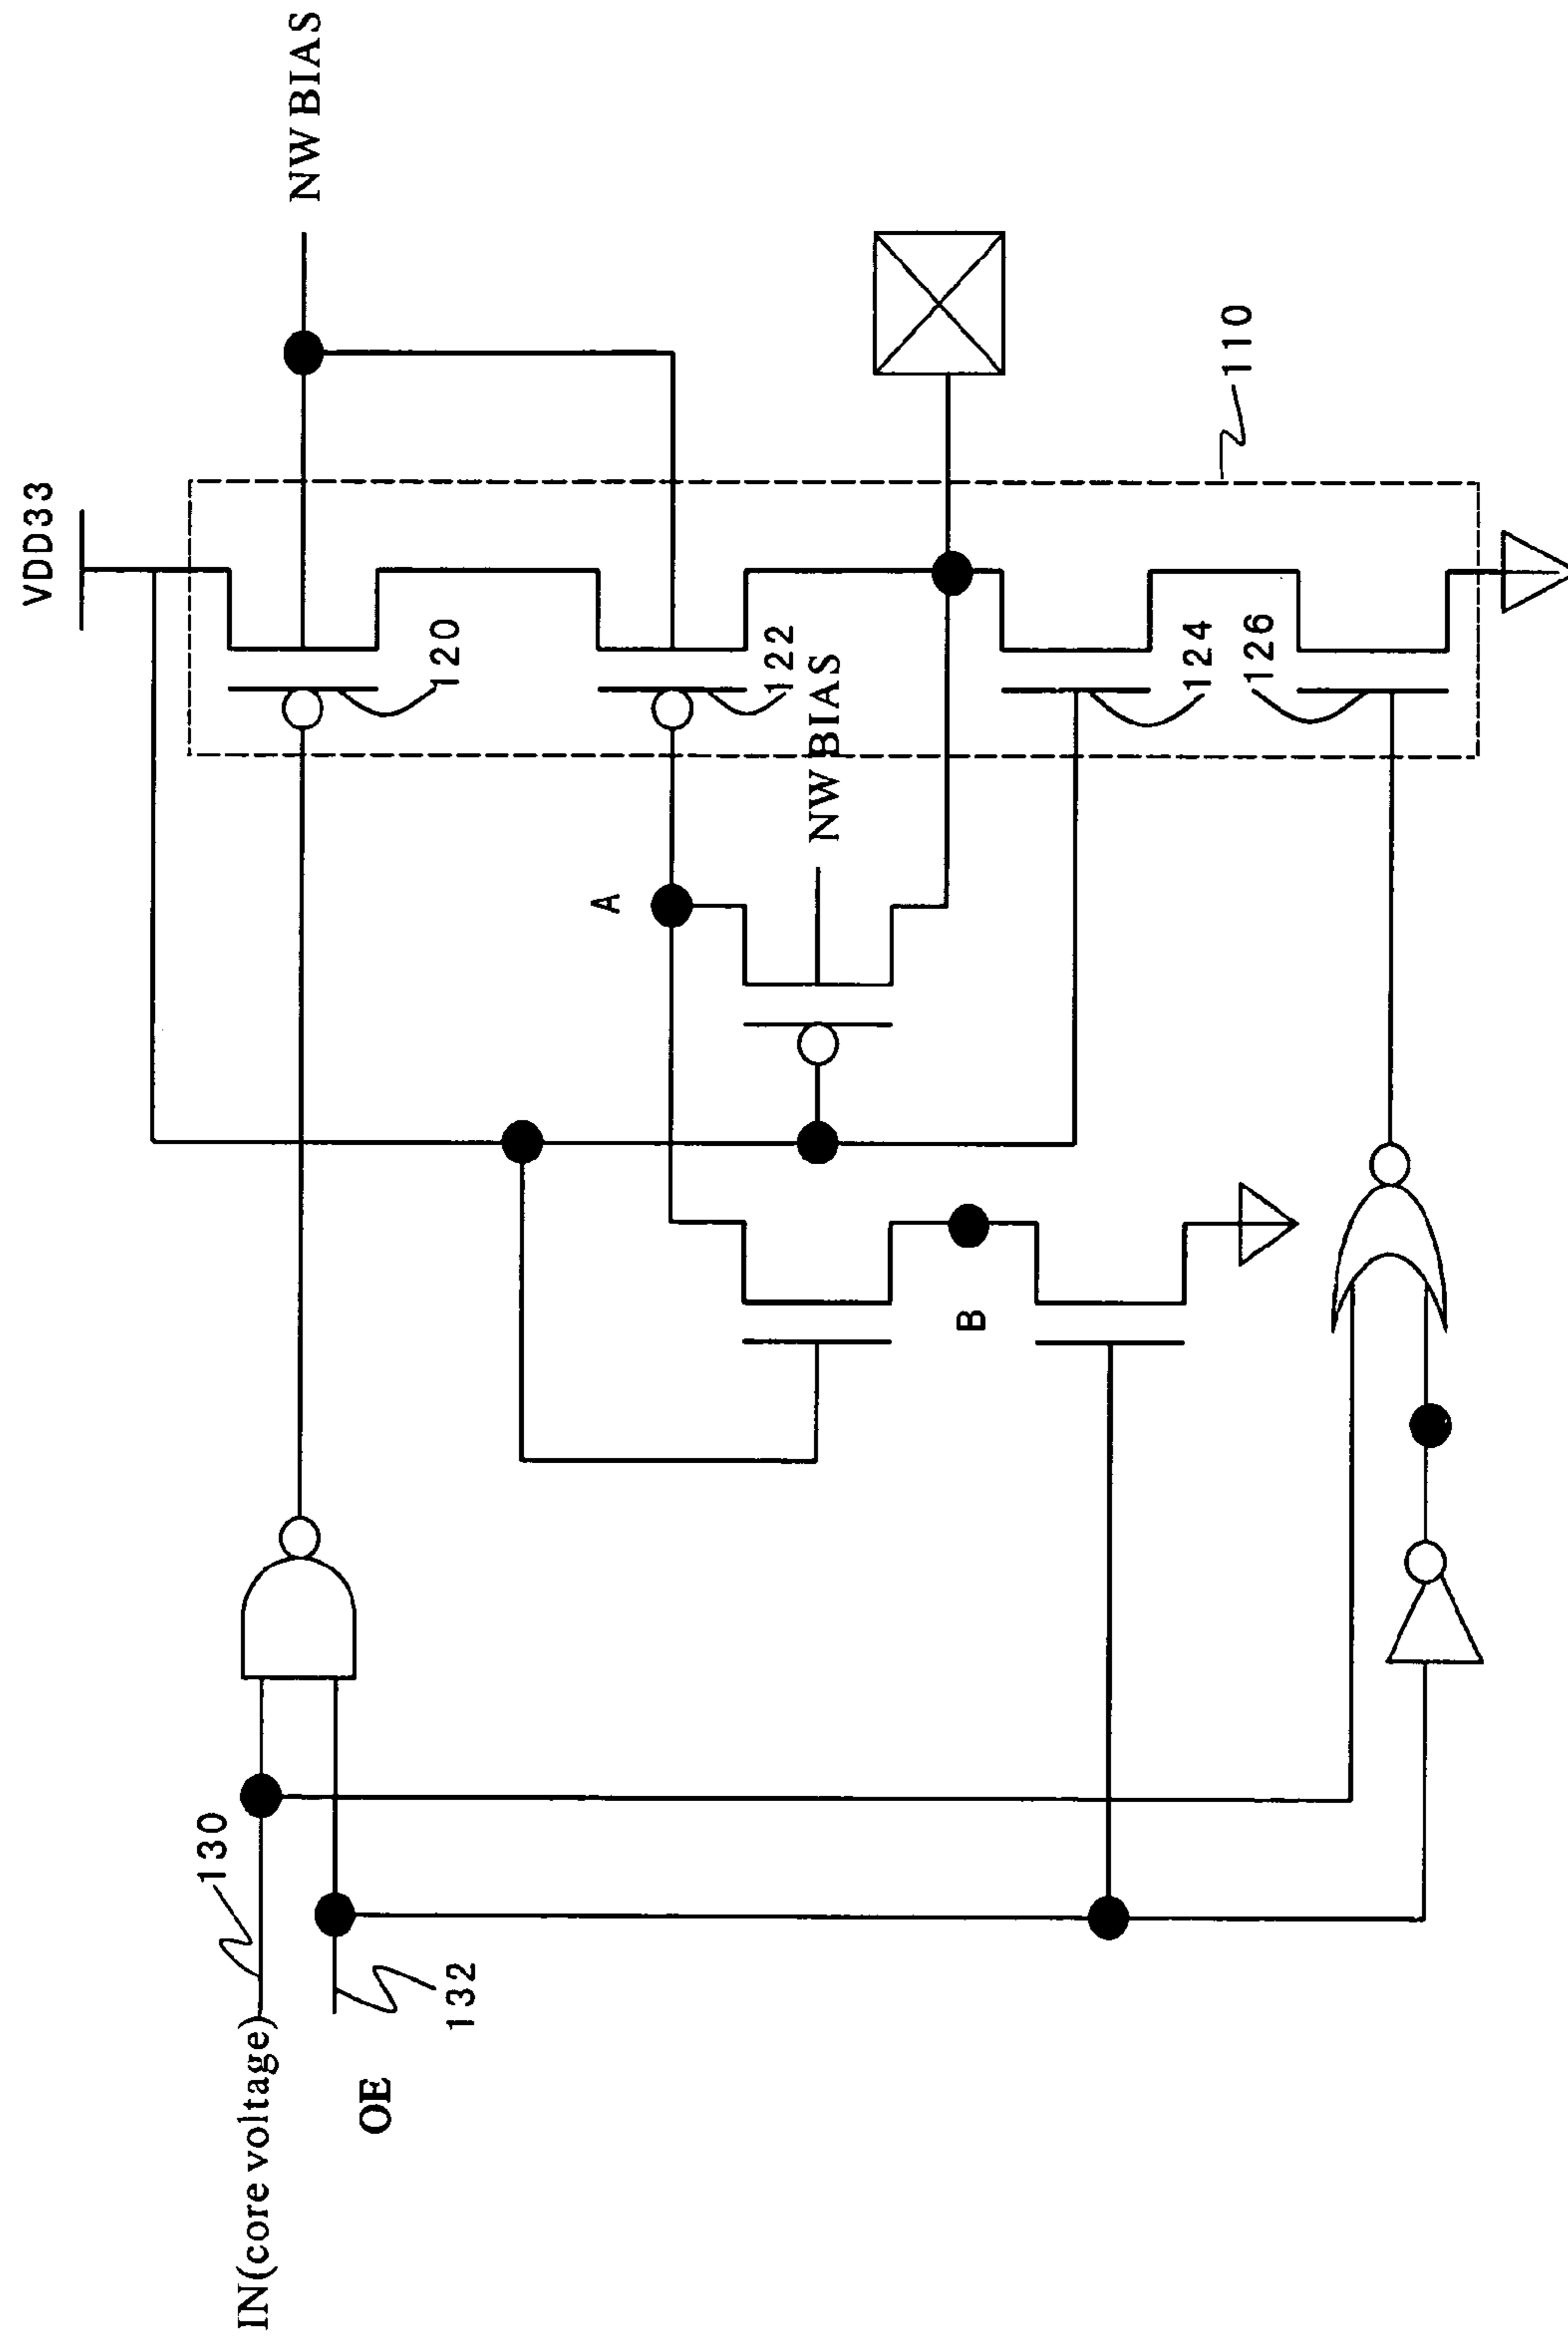 VDD33
NW BIAS
120
122
NW BIAS
A
124
126
110
B
130
IN(core voltage)
132
OE